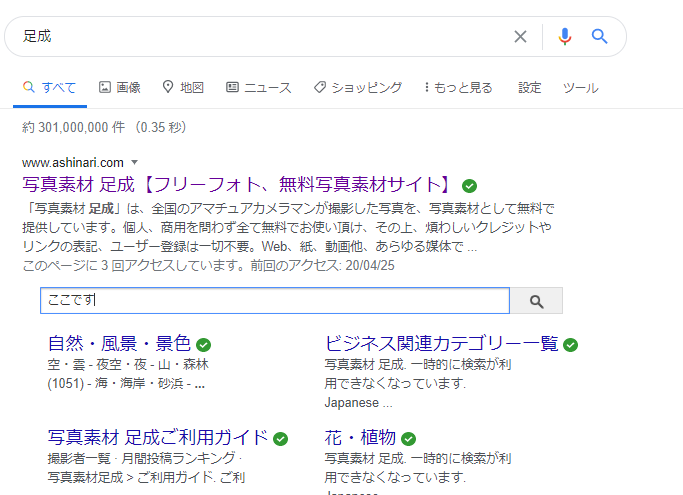 足成
すべて 画像 地図 ニュース ショッピング もっと見る 設定 ツール
約 301,000,000 件 （0.35 秒）
www.ashinari.com
写真素材 足成【フリーフォト、無料写真素材サイト】
「写真素材 足成」は、全国のアマチュアカメラマンが撮影した写真を、写真素材として無料で
提供しています。個人、商用を問わず全て無料でお使い頂け、その上、煩わしいクレジットや
リンクの表記、ユーザー登録は一切不要。Web、紙、動画他、あらゆる媒体で ...
このページに 3 回アクセスしています。前回のアクセス: 20/04/25
ここです
自然・風景・景色
空・雲 - 夜空・夜 - 山・森林
(1051) - 海・海岸・砂浜 - ...
ビジネス関連カテゴリー一覧
写真素材 足成. 一時的に検索が利
用できなくなっています.
Japanese ...
写真素材 足成ご利用ガイド
撮影者一覧 · 月間投稿ランキング ·
写真素材足成 > ご利用ガイド. ご利
花・植物
写真素材 足成. 一時的に検索が利
用できなくなっています.